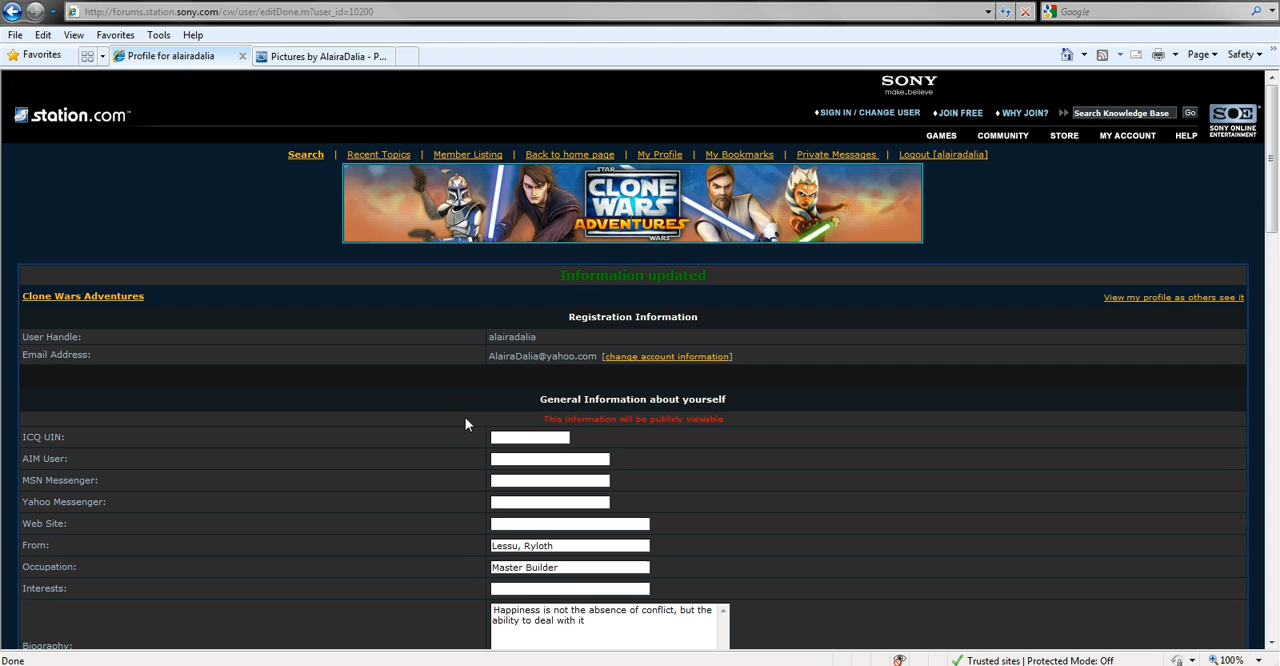 http://forums.station.sony.com/cw/user/editDone.m?user_id=10200
Google
File Edit View Favorites Tools Help
Favorites
Profile for alairadalia
Pictures by AlairaDalia - P...
Page Safety
SONY
make.believe
station.com
SIGN IN / CHANGE USER JOIN FREE WHY JOIN? Search Knowledge Base Go
SOE
SONY ONLINE
ENTERTAINMENT
GAMES COMMUNITY STORE MY ACCOUNT HELP
Search | Recent Topics | Member Listing | Back to home page | My Profile | My Bookmarks | Private Messages | Logout [alairadalia]
STAR
CLONE
WARS
ADVENTURES
WARS
Information updated
Clone Wars Adventures
View my profile as others see it
Registration Information
User Handle: alairadalia
Email Address: AlairaDalia@yahoo.com [change account information]
General Information about yourself
This information will be publicly viewable
ICQ UIN:
AIM User:
MSN Messenger:
Yahoo Messenger:
Web Site:
From: Lessu, Ryloth
Occupation: Master Builder
Interests:
Happiness is not the absence of conflict, but the
ability to deal with it
Biography:
Done
Trusted sites | Protected Mode: Off
100%